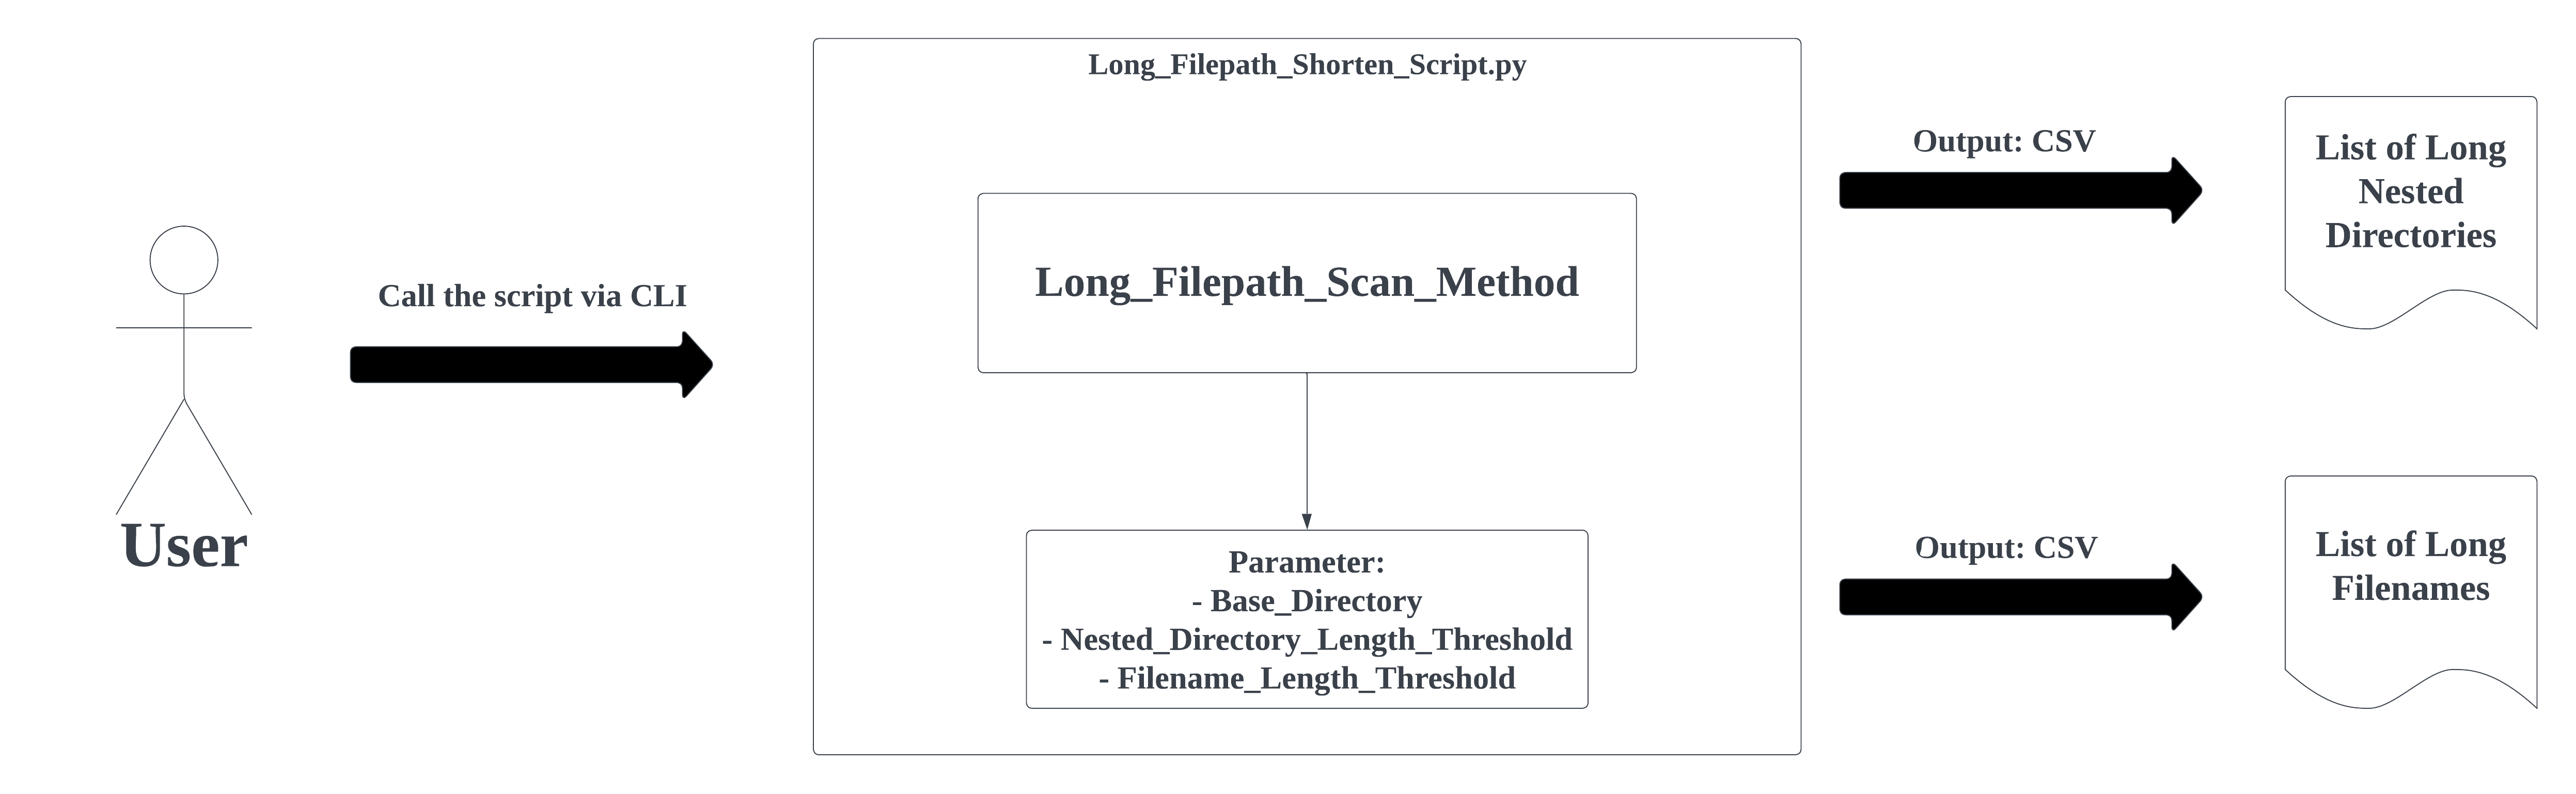 Long_Filepath_Shorten_Script.py
Call the script via CLI
User
Long_Filepath_Scan_Method
Parameter:
- Base_Directory
- Nested_Directory_Length_Threshold
- Filename_Length_Threshold
Output: CSV
List of Long
Nested
Directories
Output: CSV
List of Long
Filenames